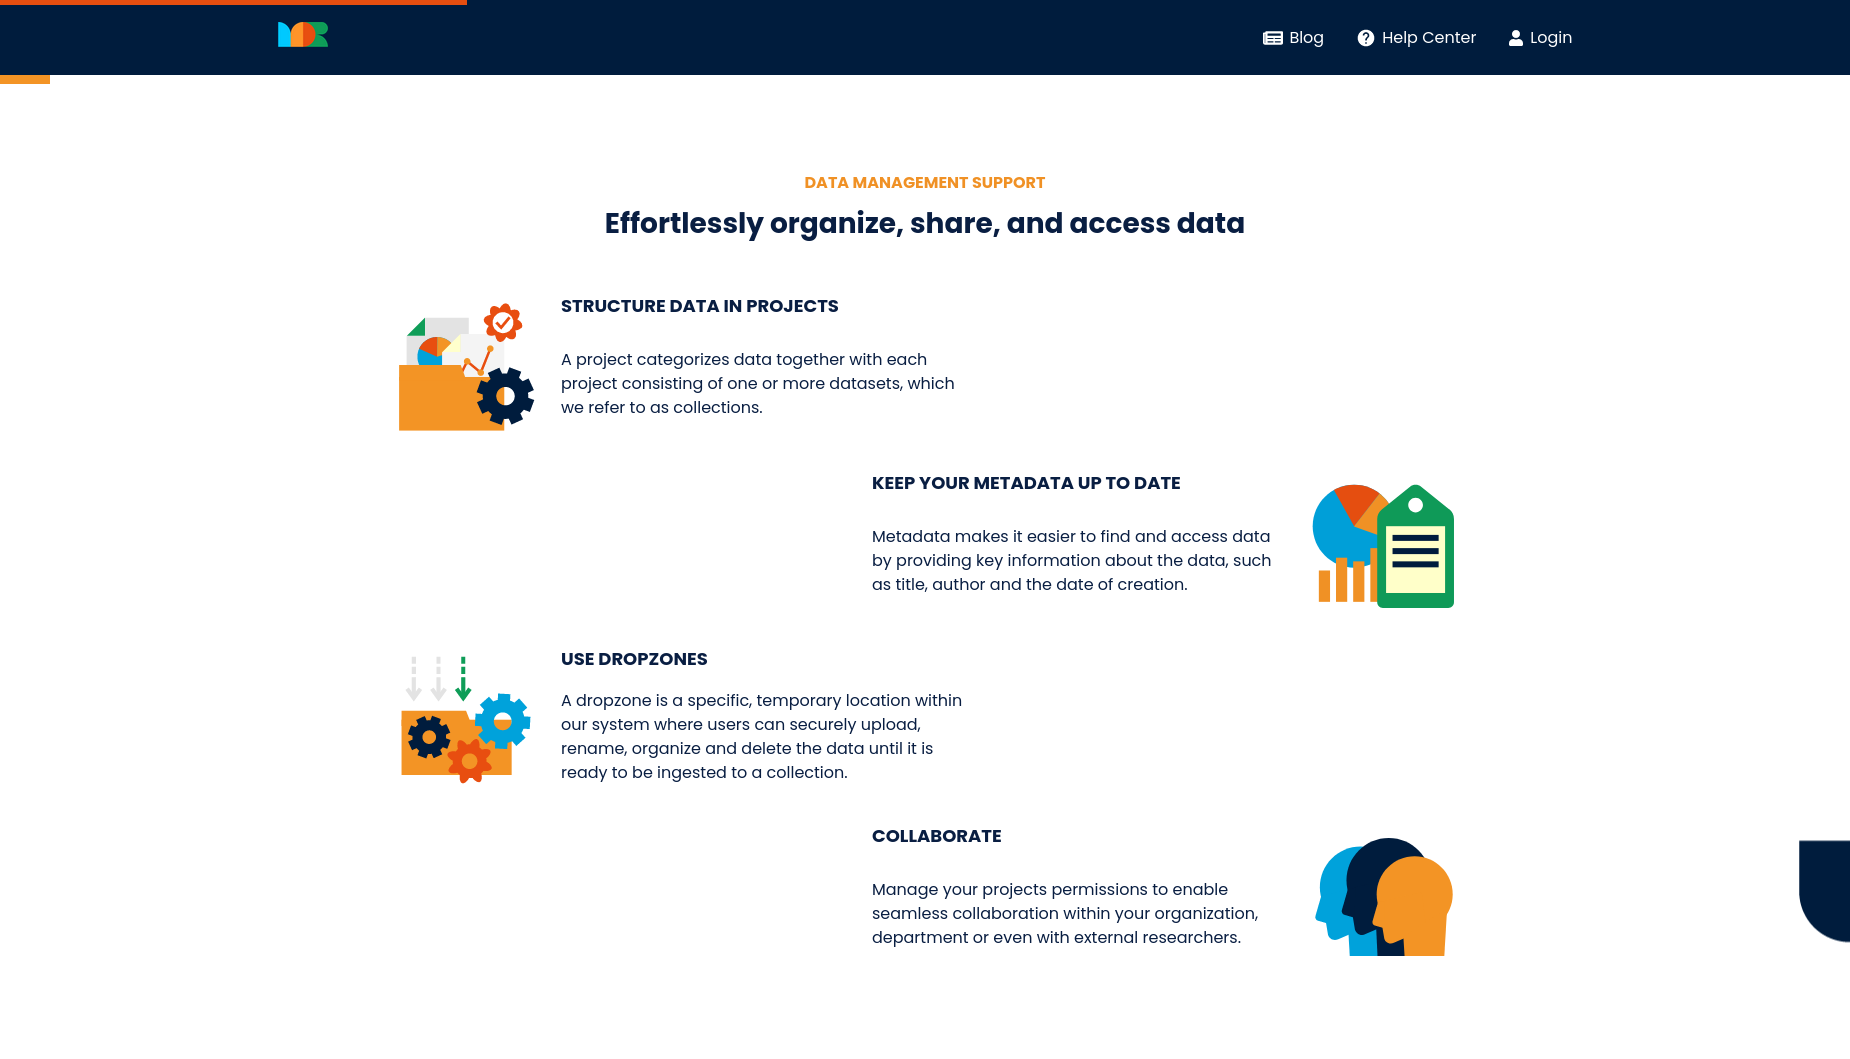 Blog
Help Center
Login
DATA MANAGEMENT SUPPORT
Effortlessly organize, share, and access data
STRUCTURE DATA IN PROJECTS
A project categorizes data together with each
project consisting of one or more datasets, which
we refer to as collections.
KEEP YOUR METADATA UP TO DATE
Metadata makes it easier to find and access data
by providing key information about the data, such
as title, author and the date of creation.
USE DROPZONES
A dropzone is a specific, temporary location within
our system where users can securely upload,
rename, organize and delete the data until it is
ready to be ingested to a collection.
COLLABORATE
Manage your projects permissions to enable
seamless collaboration within your organization,
department or even with external researchers.